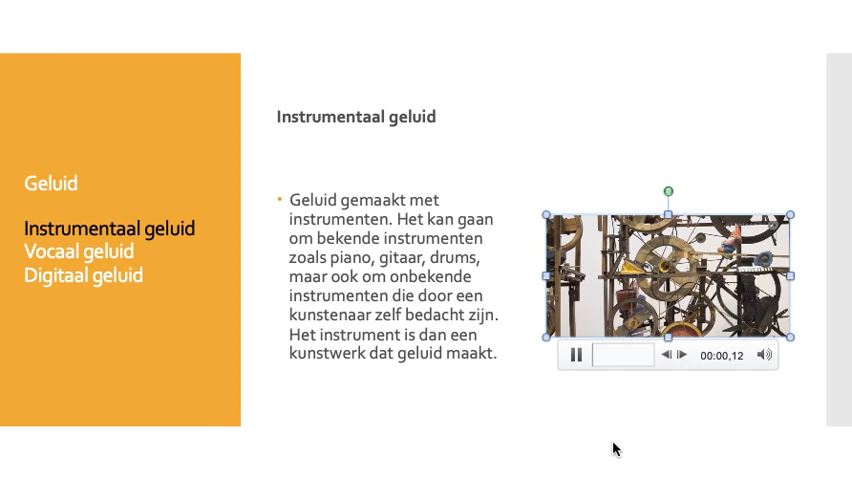 Geluid
Instrumentaal geluid
Vocaal geluid
Digitaal geluid
Instrumentaal geluid
• Geluid gemaakt met
instrumenten. Het kan gaan
om bekende instrumenten
zoals piano, gitaar, drums,
maar ook om onbekende
instrumenten die door een
kunstenaar zelf bedacht zijn.
Het instrument is dan een
kunstwerk dat geluid maakt.
00:00,12